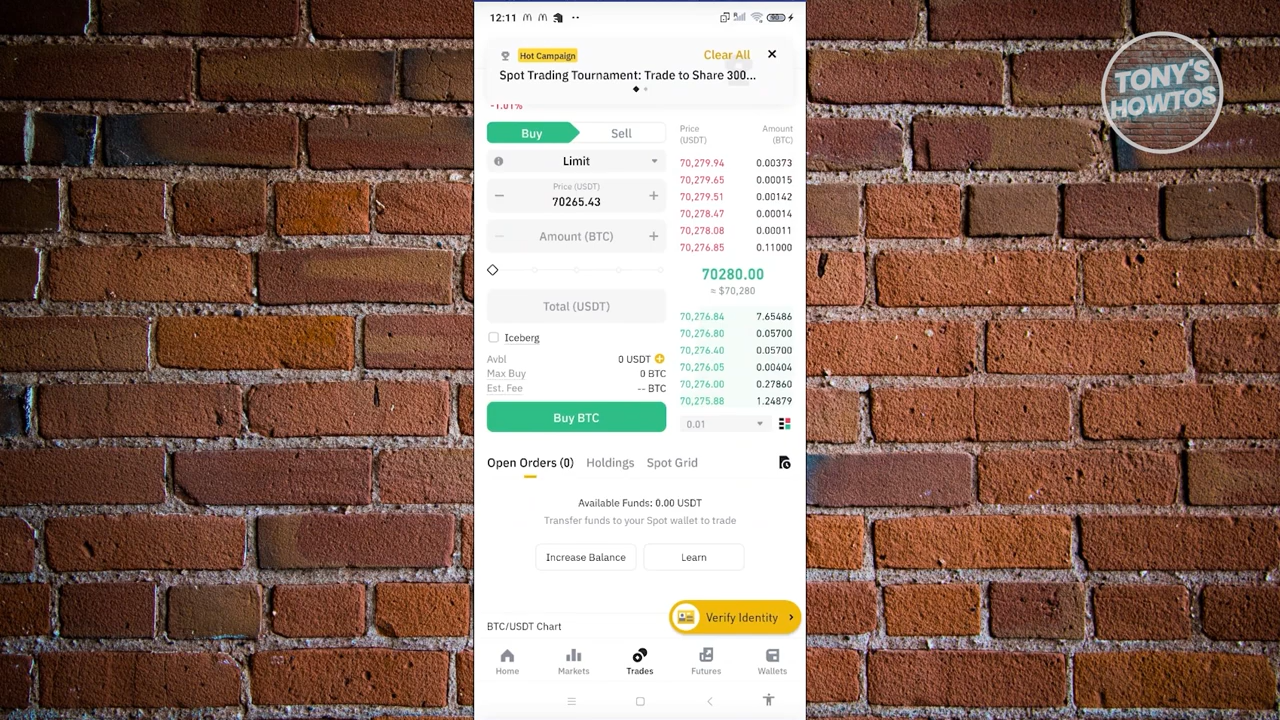 12:11
Hot Campaign
Clear All
Spot Trading Tournament: Trade to Share 300...
-1.01%
Buy
Sell
Limit
Price (USDT)
70265.43
Amount (BTC)
Total (USDT)
Iceberg
Avbl
0 USDT
Max Buy
0 BTC
Est. Fee
-- BTC
Buy BTC
Price
(USDT)
Amount
(BTC)
70,279.94 0.00373
70,279.65 0.00015
70,279.51 0.00142
70,278.47 0.00014
70,278.08 0.00011
70,276.85 0.11000
70280.00
≈ $70,280
70,276.84 7.65486
70,276.80 0.05700
70,276.40 0.05700
70,276.05 0.00404
70,276.00 0.27860
70,275.88 1.24879
0.01
Open Orders (0)
Holdings
Spot Grid
Available Funds: 0.00 USDT
Transfer funds to your Spot wallet to trade
Increase Balance
Learn
Verify Identity
BTC/USDT Chart
Home
Markets
Trades
Futures
Wallets
TONY'S
HOWTOS